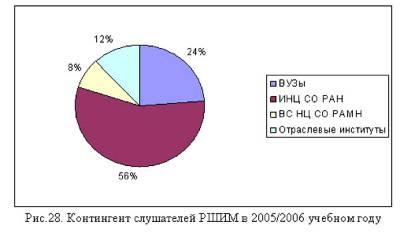 12%
24%
8%
56%
ВУЗы
ИНЦ СО РАН
ВС НЦ СО РАМН
Отраслевые институты
Рис.28. Контингент слушателей РШИМ в 2005/2006 учебном году